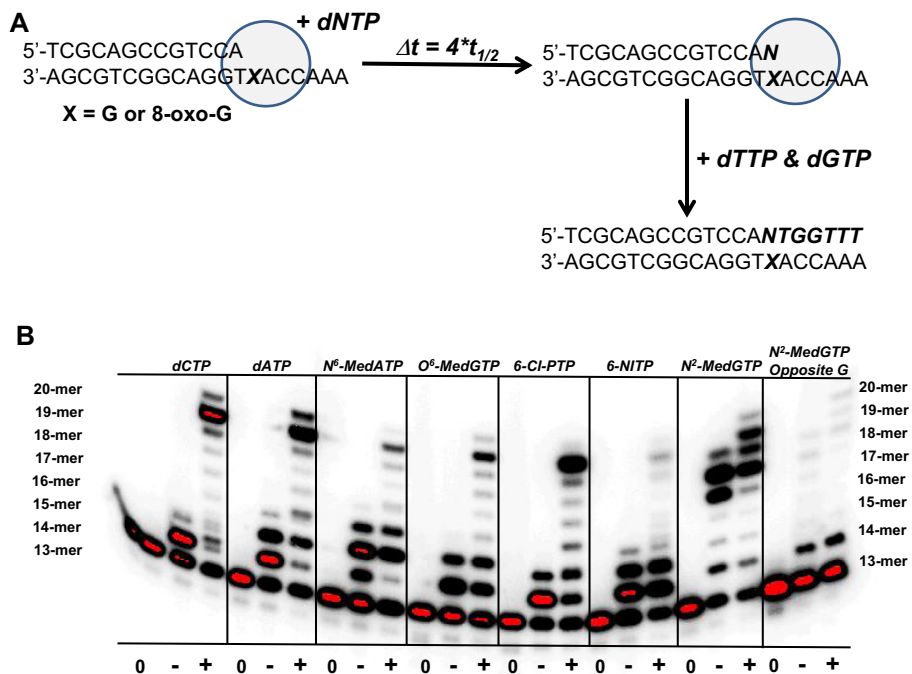 A
+ dNTP
5’-TCGCAGCCGTCCA
3’-AGCGTCGGCAGGTXACCAAA
X = G or 8-oxo-G
Δt = 4*t1/2
5’-TCGCAGCCGTCCAN
3’-AGCGTCGGCAGGTXACCAAA
+ dTTP & dGTP
5’-TCGCAGCCGTCCANTGGTTT
3’-AGCGTCGGCAGGTXACCAAA
B
dCTP dATP N6-MedATP O6-MedGTP 6-Cl-PTP 6-NITP N2-MedGTP N2-MedGTP
Opposite G
20-mer 20-mer
19-mer 19-mer
18-mer 18-mer
17-mer 17-mer
16-mer 16-mer
15-mer 15-mer
14-mer 14-mer
13-mer 13-mer
0 - + 0 - + 0 - + 0 - + 0 - + 0 - + 0 - + 0 - +